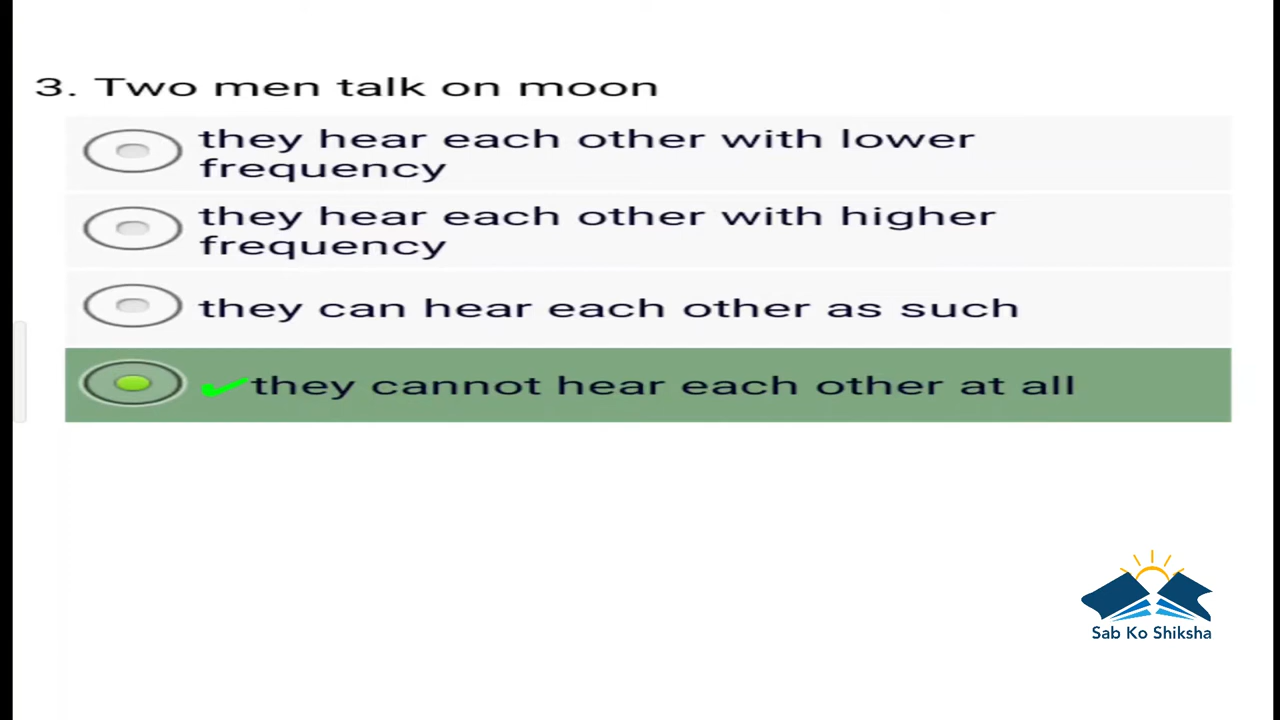 3. Two men talk on moon
they hear each other with lower
frequency
they hear each other with higher
frequency
they can hear each other as such
they cannot hear each other at all
Sab Ko Shiksha